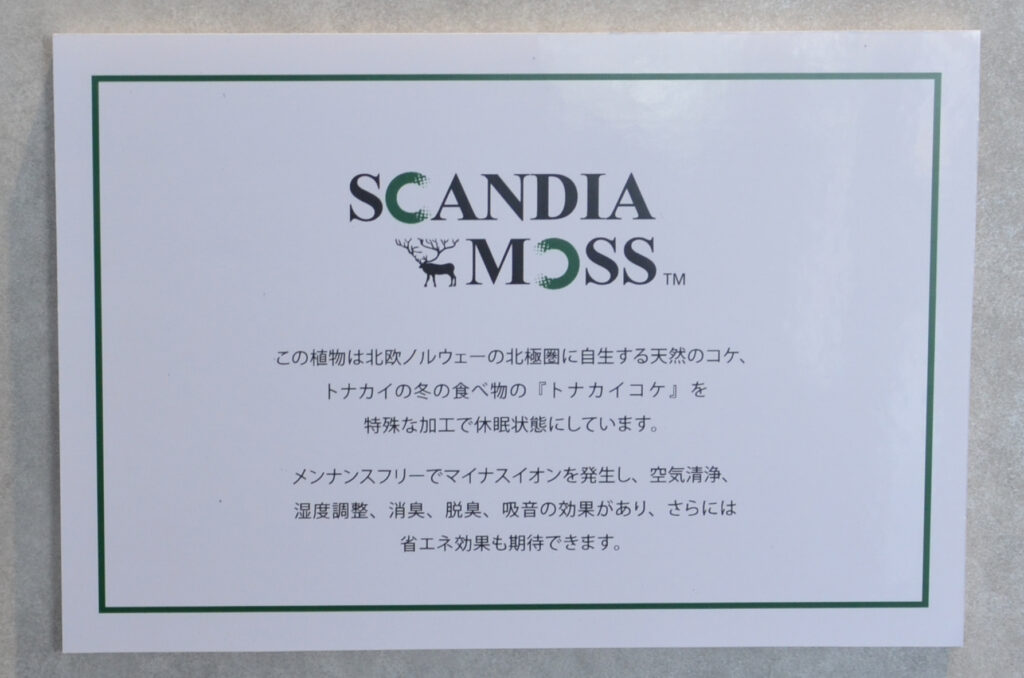 SCANDIA
MOSS TM
この植物は北欧ノルウェーの北極圏に自生する天然のコケ、
トナカイの冬の食べ物の『トナカイコケ』を
特殊な加工で休眠状態にしています。
メンナンスフリーでマイナスイオンを発生し、空気清浄、
湿度調整、消臭、脱臭、吸音の効果があり、さらには
省エネ効果も期待できます。